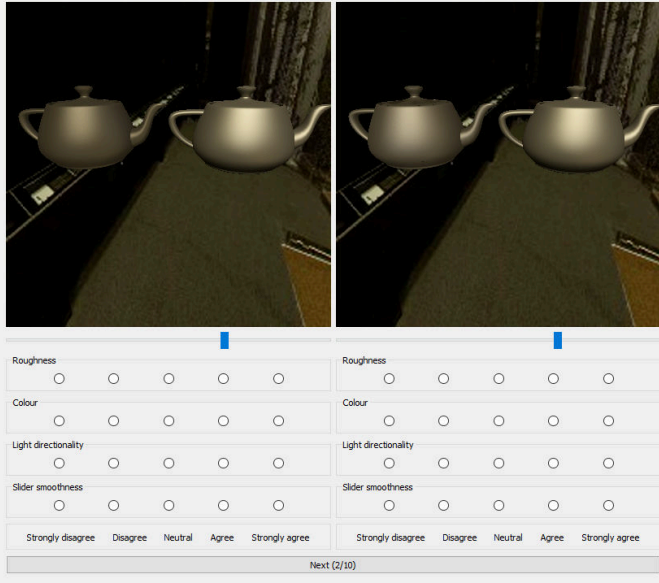 Roughness Roughness
Colour Colour
Light directionality Light directionality
Slider smoothness Slider smoothness
Strongly disagree Disagree Neutral Agree Strongly agree Strongly disagree Disagree Neutral Agree Strongly agree
Next (2/10)